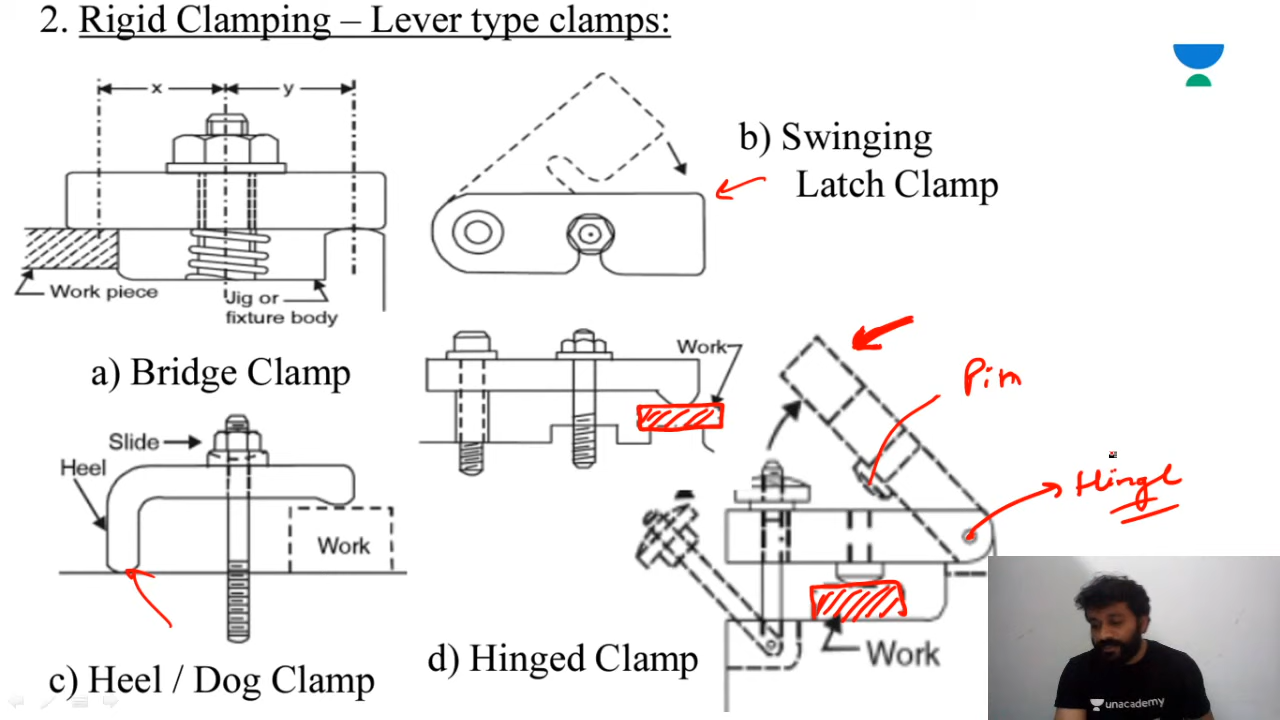 2. Rigid Clamping – Lever type clamps:
x
y
b) Swinging
Latch Clamp
Work piece
Jig or
fixture body
a) Bridge Clamp
Work
Pin
Slide
Heel
Hinge
Work
Work
c) Heel / Dog Clamp
d) Hinged Clamp
unacademy